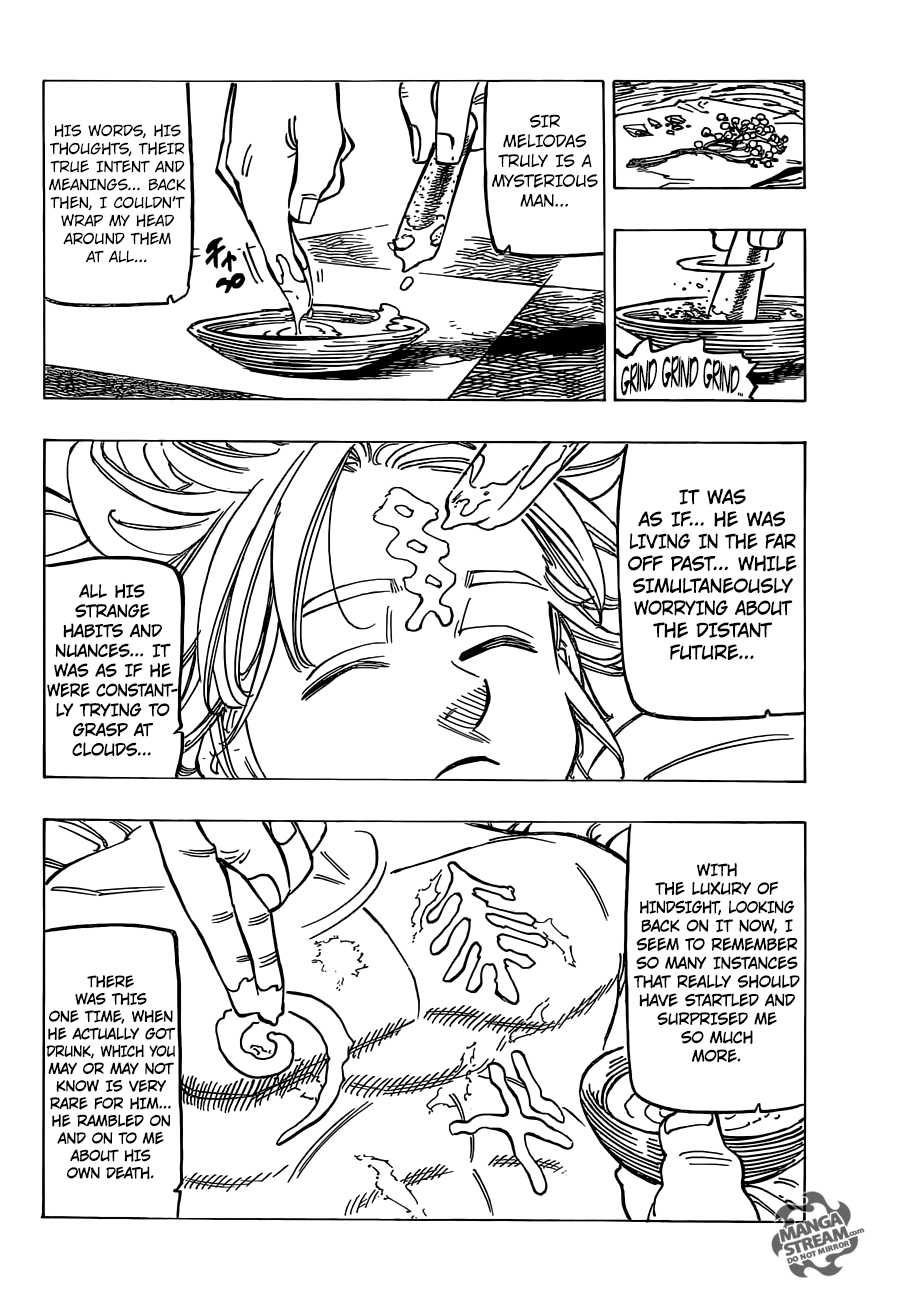 GRIND GRIND GRIND...
SIR
MELIODAS
TRULY IS A
MYSTERIOUS
MAN...
HIS WORDS, HIS
THOUGHTS, THEIR
TRUE INTENT AND
MEANINGS... BACK
THEN, I COULDN'T
WRAP MY HEAD
AROUND THEM
AT ALL...
IT WAS
AS IF... HE WAS
LIVING IN THE FAR
OFF PAST... WHILE
SIMULTANEOUSLY
WORRYING ABOUT
THE DISTANT
FUTURE...
ALL HIS
STRANGE
HABITS AND
NUANCES... IT
WAS AS IF HE
WERE CONSTANT-
LY TRYING TO
GRASP AT
CLOUDS...
WITH
THE LUXURY OF
HINDSIGHT, LOOKING
BACK ON IT NOW, I
SEEM TO REMEMBER
SO MANY INSTANCES
THAT REALLY SHOULD
HAVE STARTLED AND
SURPRISED ME
SO MUCH
MORE.
THERE
WAS THIS
ONE TIME, WHEN
HE ACTUALLY GOT
DRUNK, WHICH YOU
MAY OR MAY NOT
KNOW IS VERY
RARE FOR HIM...
HE RAMBLED ON
AND ON TO ME
ABOUT HIS
OWN DEATH.
MANGA
STREAM.com
DO NOT MIRROR